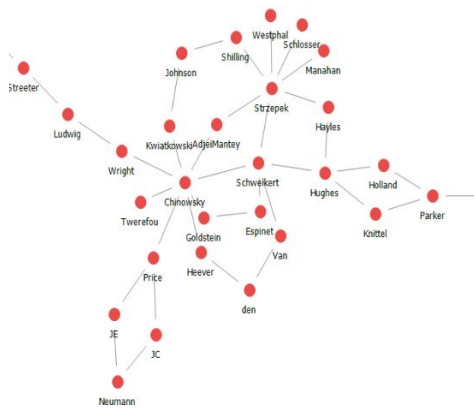 Westphal
Schlosser
Shilling
Manahan
Johnson
Streeter
Strzepek
Hayles
Ludwig
Kwiatkowski
AdjeiMantey
Wright
Schweikert
Hughes
Holland
Chinowsky
Twerefou
Parker
Goldstein
Espinet
Knittel
Van
Price
Heever
den
JE
JC
Neumann